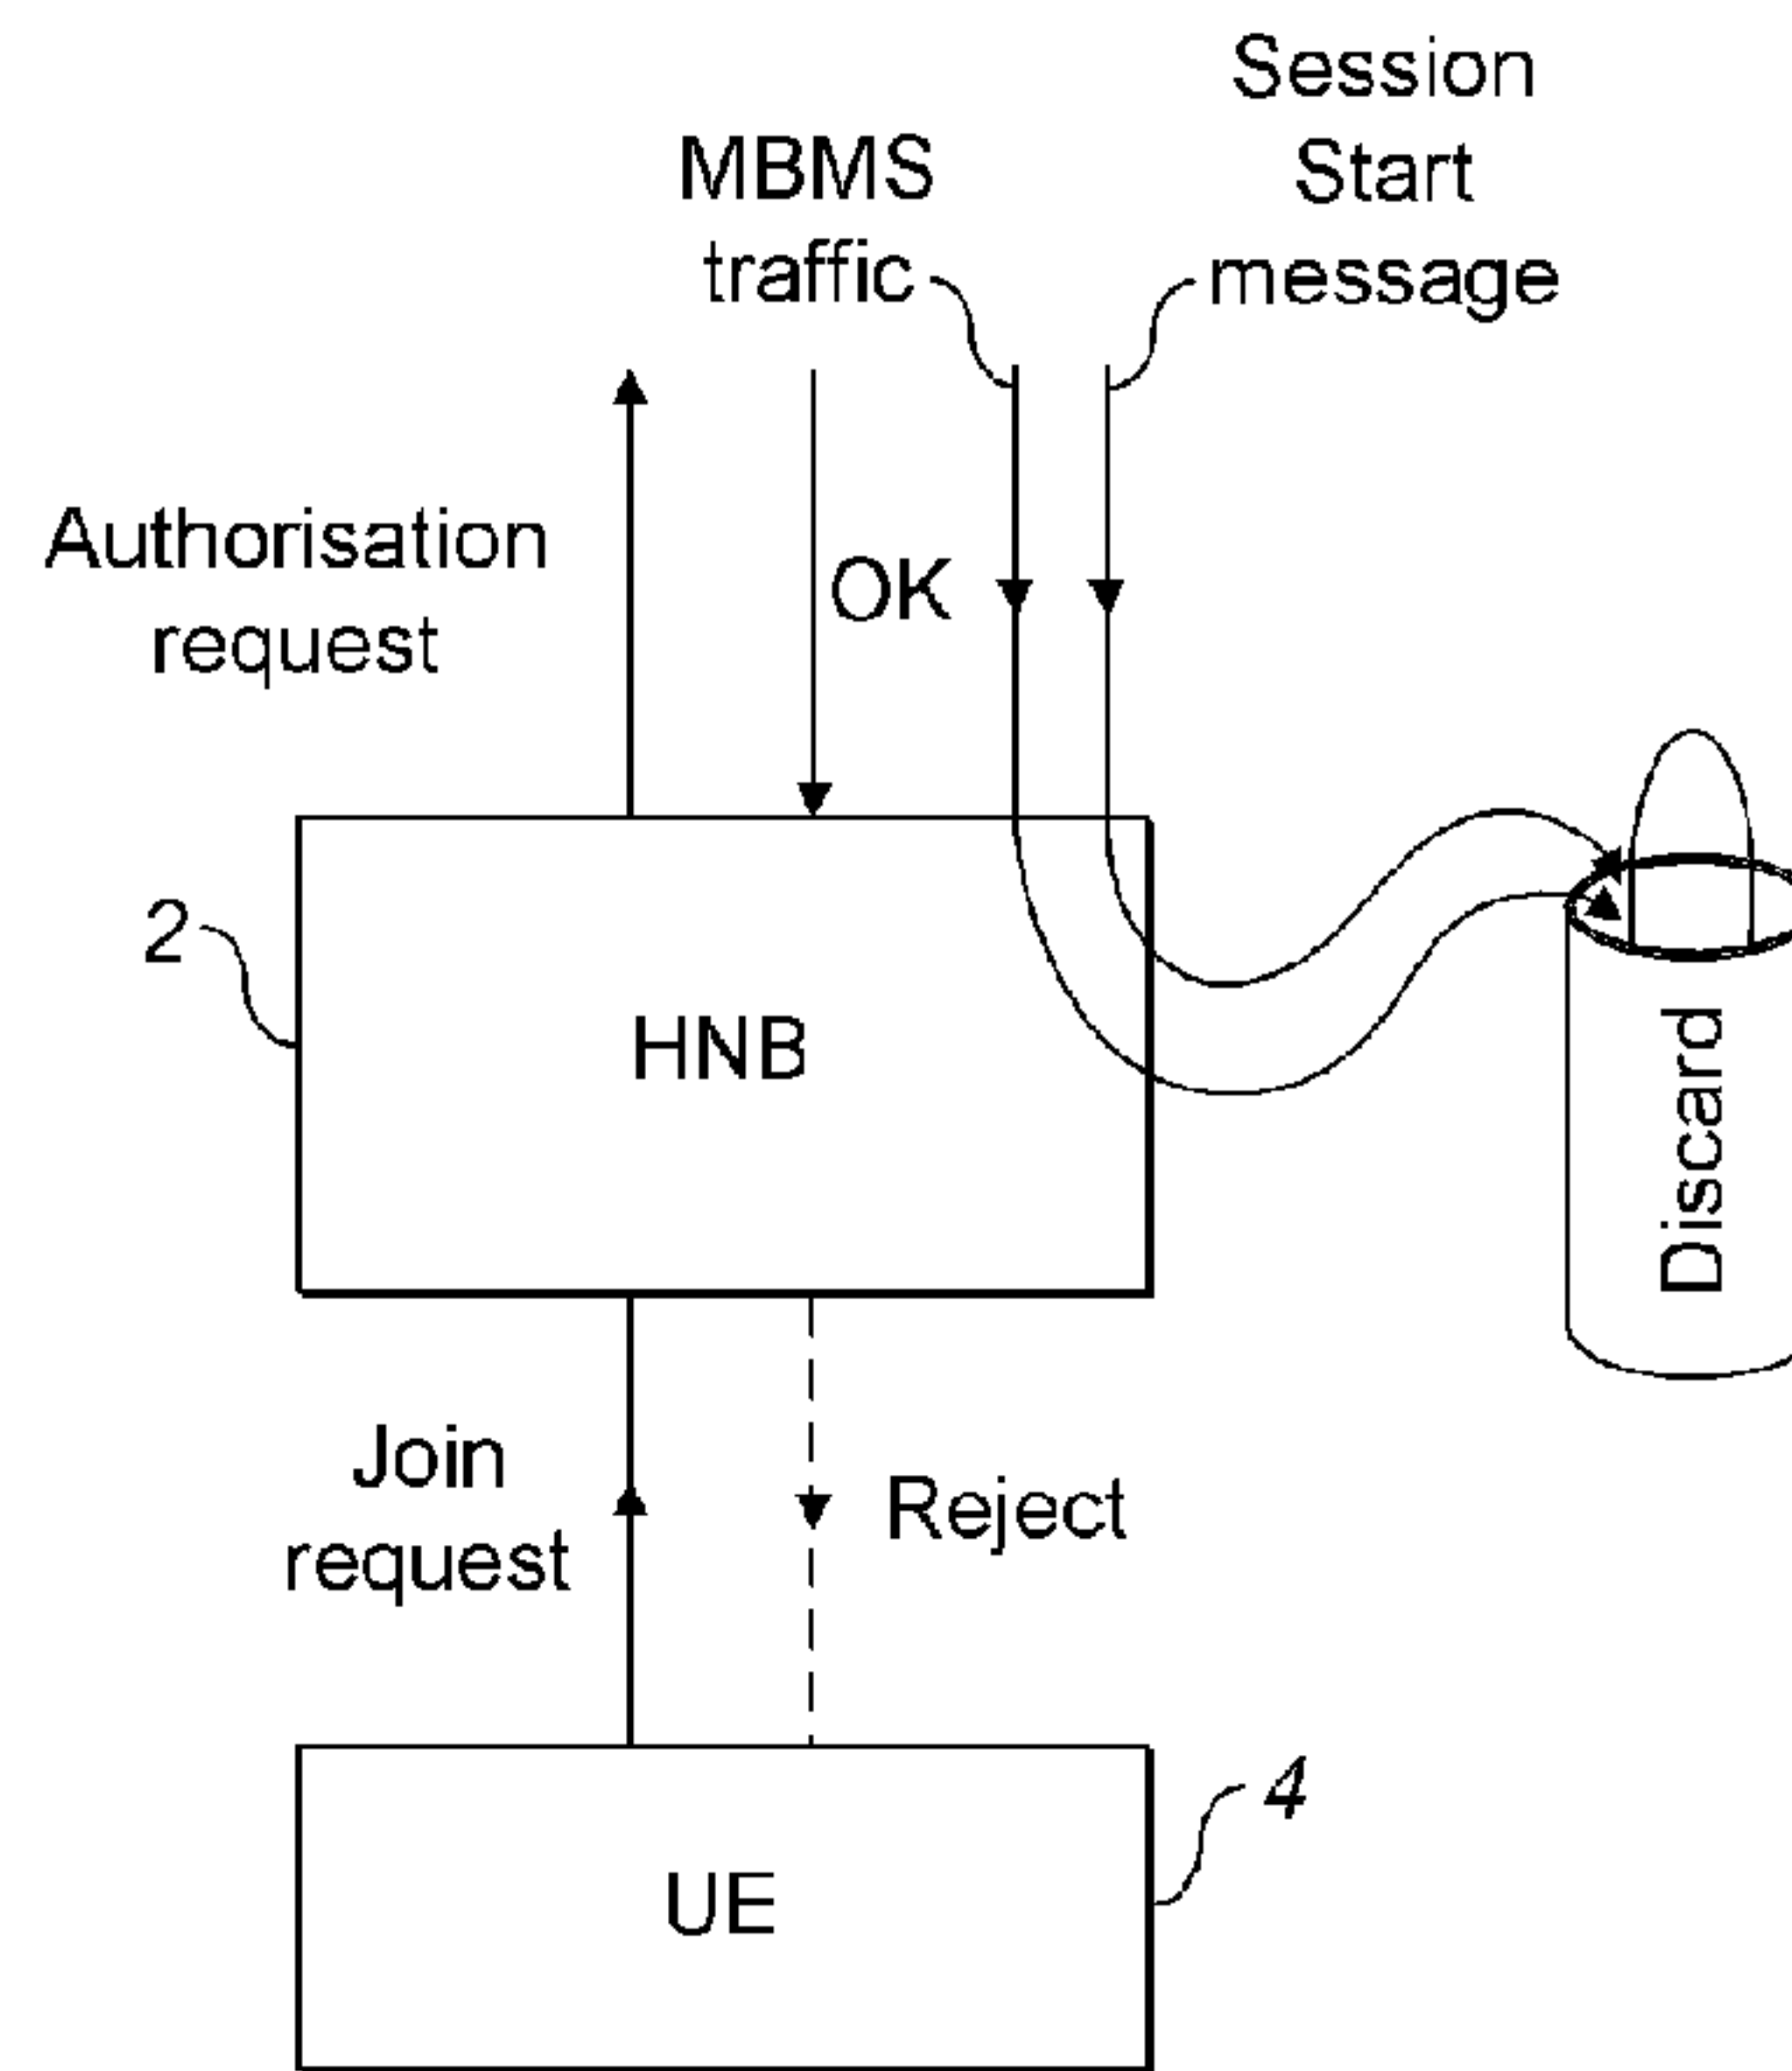 Session
Start
message
MBMS
traffic
Authorisation
request
OK
2
HNB
Discard
Join
request
Reject
4
UE